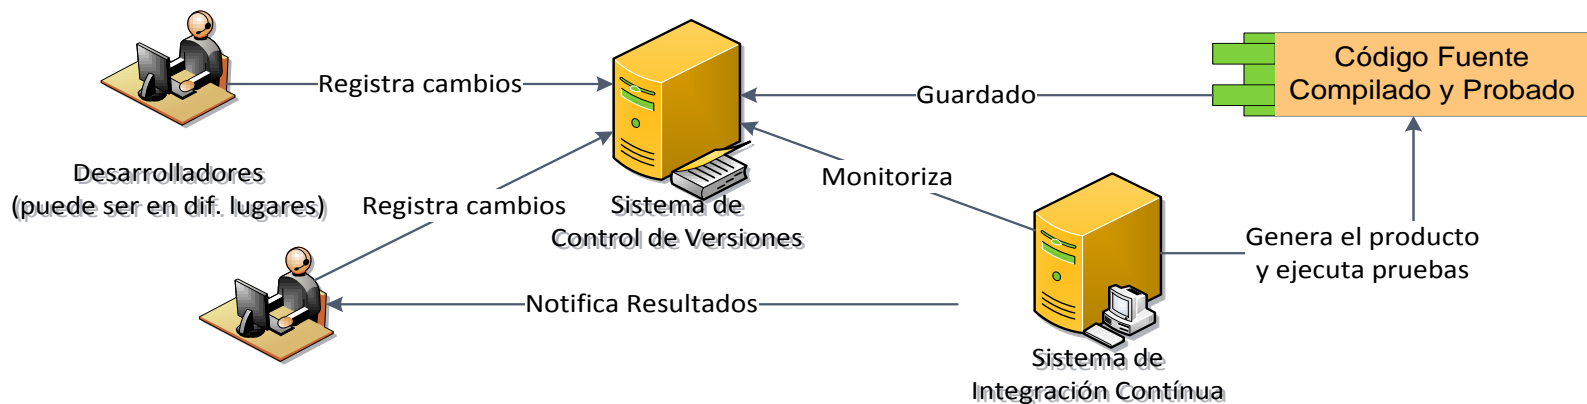 Registra cambios
Guardado
Código Fuente
Compilado y Probado
Desarrolladores
(puede ser en dif. lugares)
Registra cambios
Monitoriza
Sistema de
Control de Versiones
Genera el producto
y ejecuta pruebas
Notifica Resultados
Sistema de
Integración Contínua